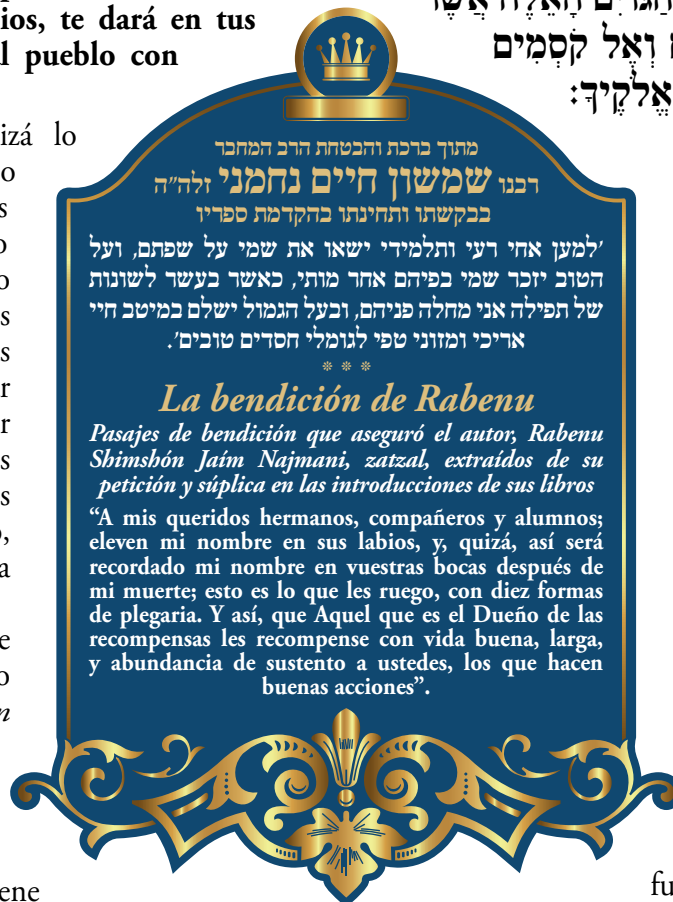 ios, te dará en tus
l pueblo con
וְאֶל קֹסְמִים
אֱלֹקֶיךָ:
izá lo
o
s
o
o
s
s
r
r
s
s
o,
a
e
o
n
ene
fu
מתוך ברכת והבטחת הרב המחבר
רבנו שמשון חיים נחמני זלה״ה
בבקשתו ותחינתו בהקדמת ספריו
׳למען אחי רעי ותלמידי ישאו את שמי על שפתם, ועל
הטוב יזכר שמי בפיהם אחר מותי, כאשר בעשר לשונות
של תפילה אני מחלה פניהם, ובעל הגמול ישלם במיטב חיי
אריכי ומזוני טפי לגומלי חסדים טובים׳.
* * *
La bendición de Rabenu
Pasajes de bendición que aseguró el autor, Rabenu
Shimshón Jaím Najmani, zatzal, extraídos de su
petición y súplica en las introducciones de sus libros
“A mis queridos hermanos, compañeros y alumnos;
eleven mi nombre en sus labios, y, quizá, así será
recordado mi nombre en vuestras bocas después de
mi muerte; esto es lo que les ruego, con diez formas
de plegaria. Y así, que Aquel que es el Dueño de las
recompensas les recompense con vida buena, larga,
y abundancia de sustento a ustedes, los que hacen
buenas acciones”.